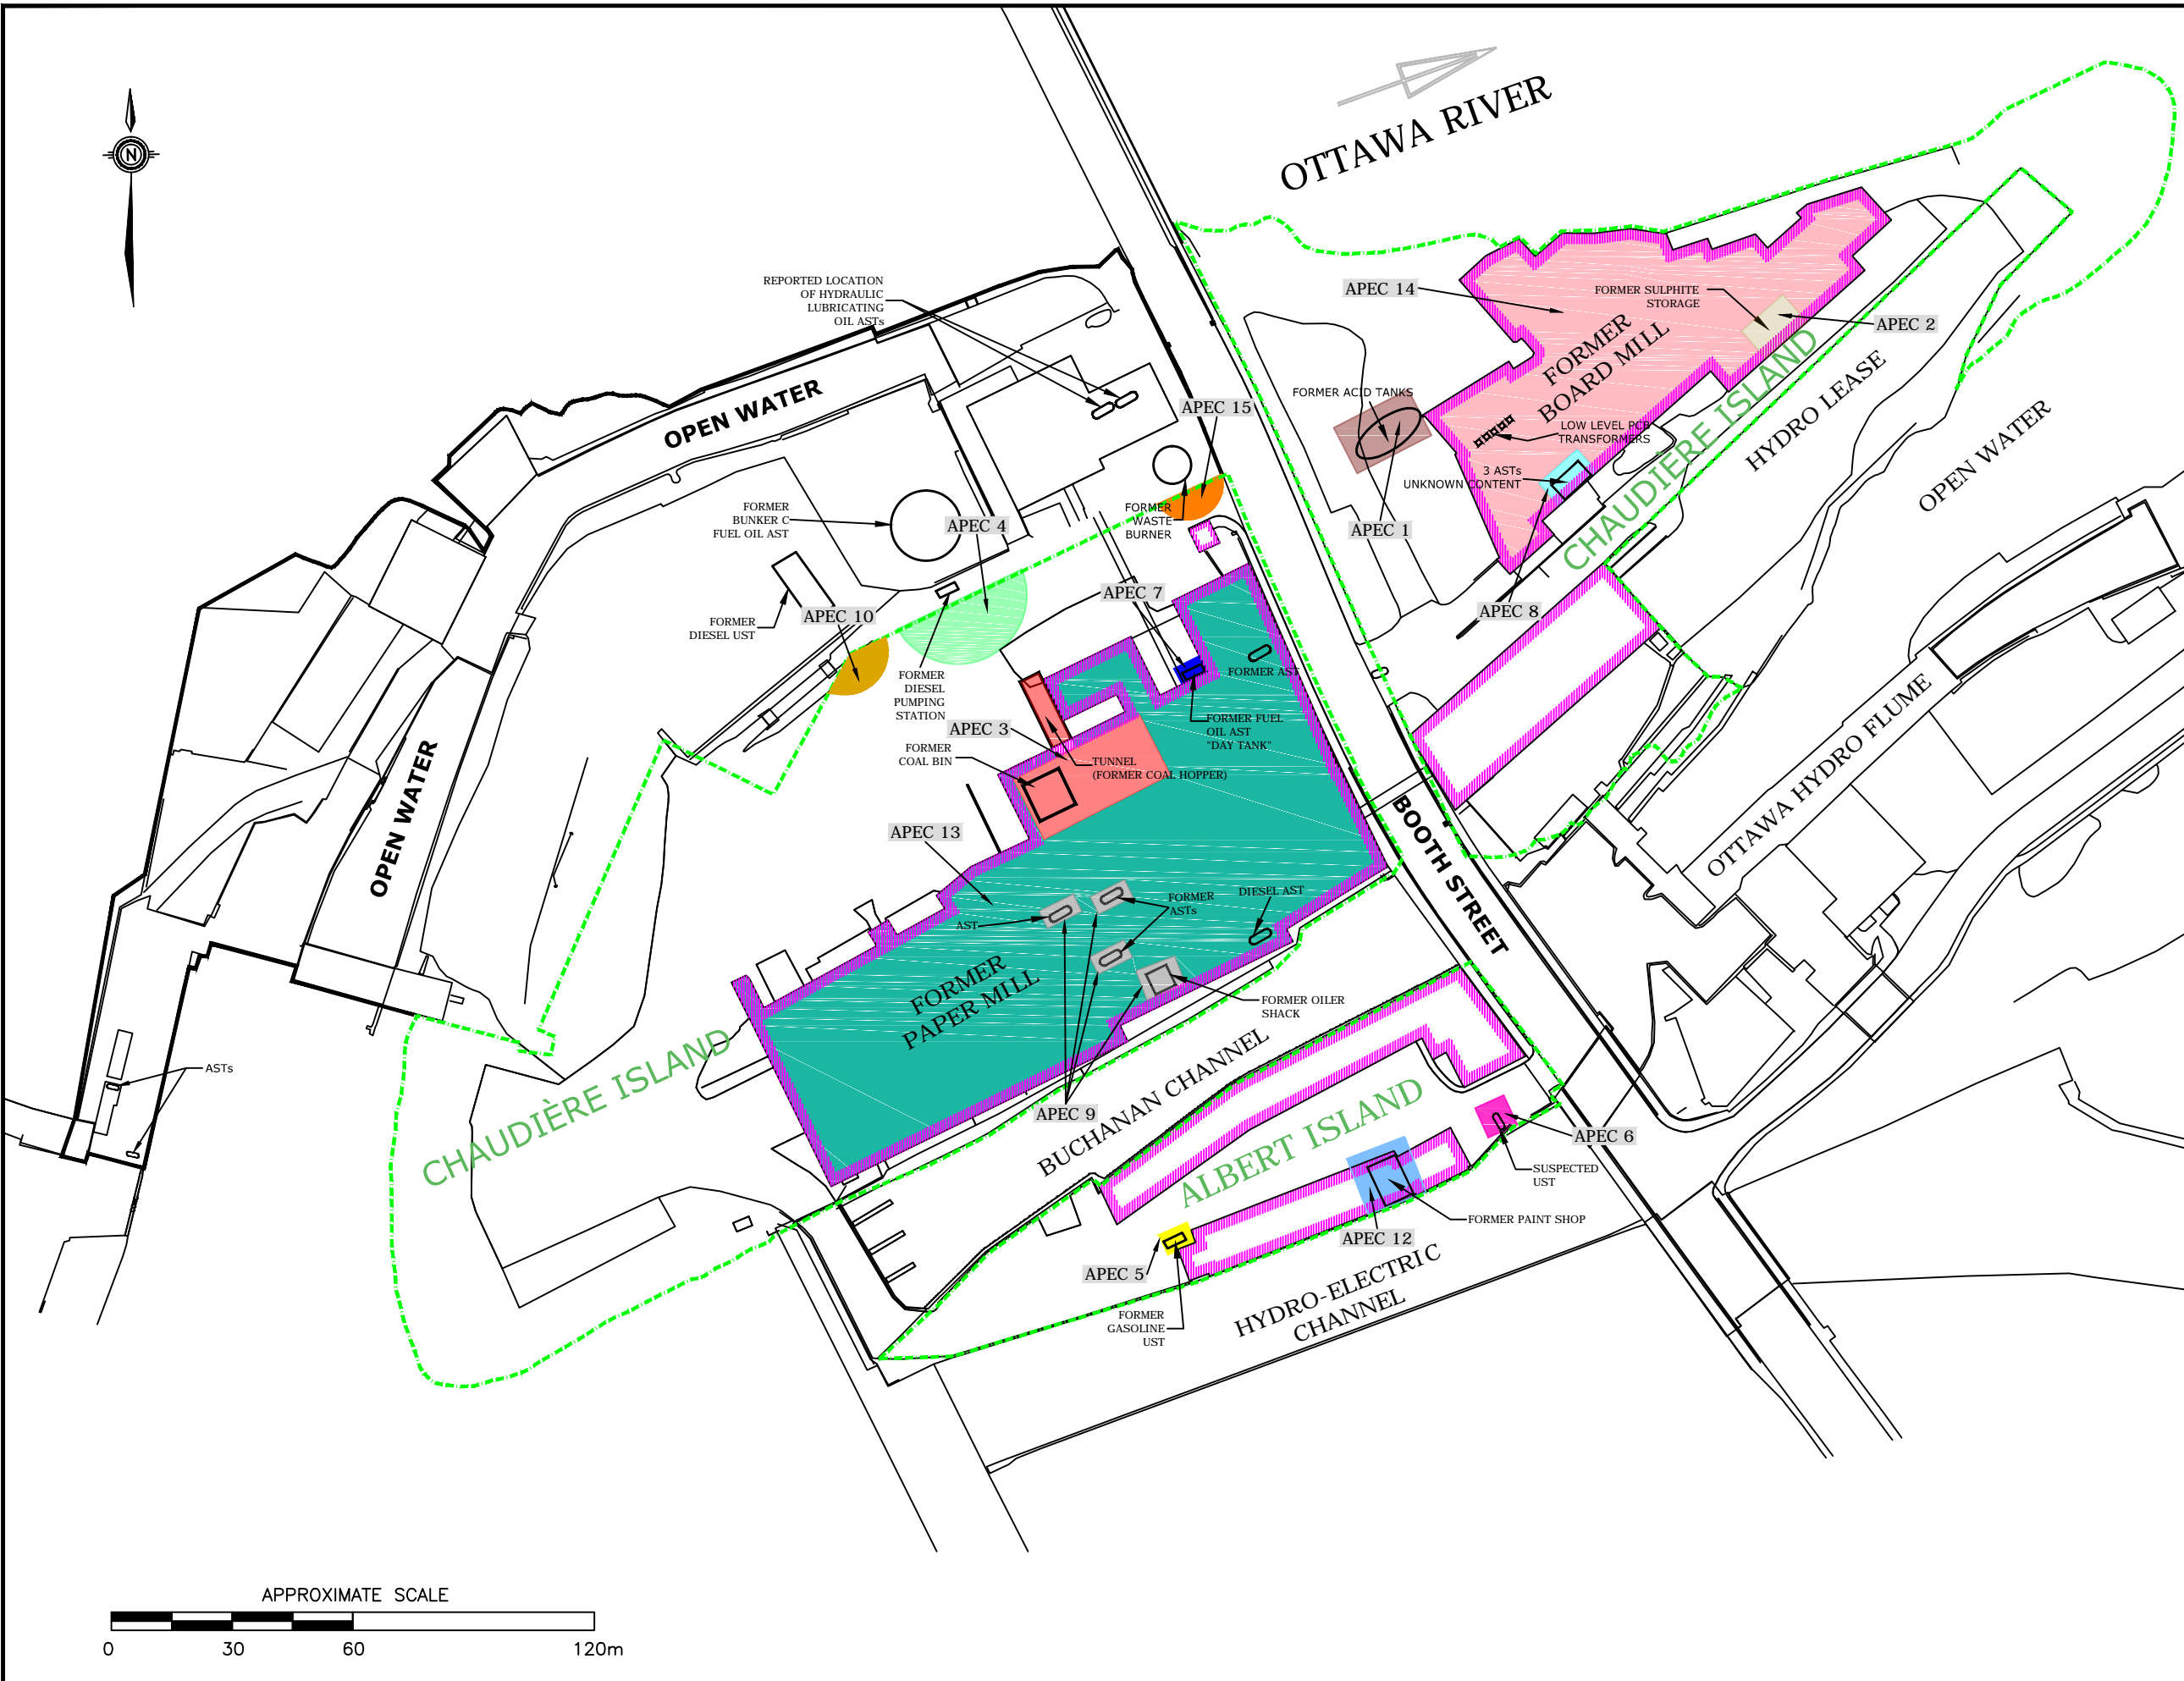 N
OTTAWA RIVER
REPORTED LOCATION
OF HYDRAULIC
LUBRICATING
OIL ASTs
OPEN WATER
APEC 14
FORMER SULPHITE
STORAGE
APEC 2
FORMER
BOARD MILL
CHAUDIÈRE ISLAND
HYDRO LEASE
OPEN WATER
FORMER ACID TANKS
LOW LEVEL PCB
TRANSFORMERS
3 ASTs
UNKNOWN CONTENT
APEC 1
APEC 8
APEC 15
FORMER
WASTE
BURNER
FORMER
BUNKER C
FUEL OIL AST
APEC 4
APEC 7
FORMER
DIESEL UST
APEC 10
FORMER
DIESEL
PUMPING
STATION
FORMER AST
FORMER FUEL
OIL AST
"DAY TANK"
APEC 3
FORMER
COAL BIN
TUNNEL
(FORMER COAL HOPPER)
OPEN WATER
APEC 13
BOOTH STREET
OTTAWA HYDRO FLUME
AST
FORMER
ASTs
DIESEL AST
FORMER
PAPER MILL
FORMER OILER
SHACK
ASTs
CHAUDIÈRE ISLAND
APEC 9
BUCHANAN CHANNEL
ALBERT ISLAND
APEC 6
SUSPECTED
UST
FORMER PAINT SHOP
APEC 12
APEC 5
FORMER
GASOLINE
UST
HYDRO-ELECTRIC
CHANNEL
APPROXIMATE SCALE
0 30 60 120m